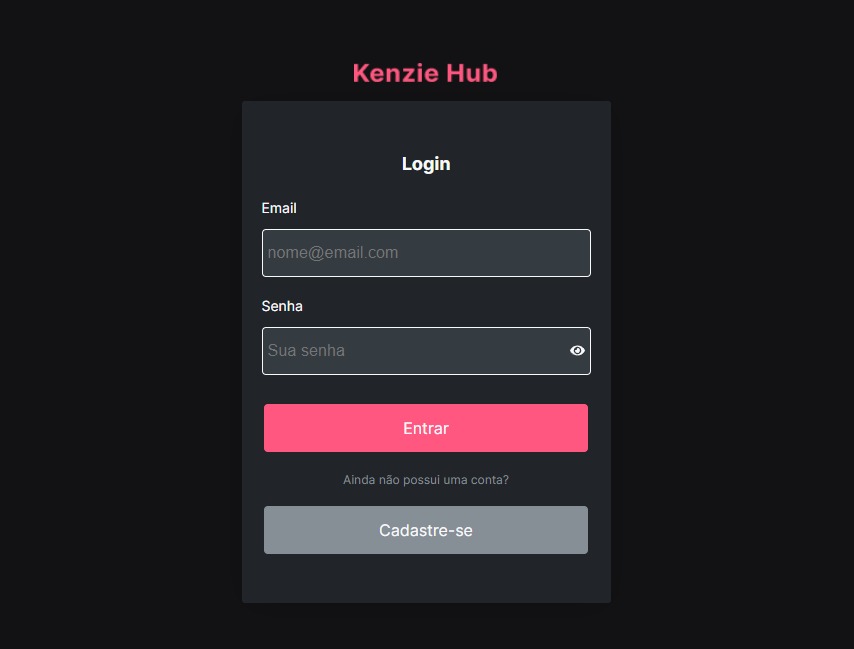 Kenzie Hub
Login
Email
nome@email.com
Senha
Sua senha
Entrar
Ainda não possui uma conta?
Cadastre-se